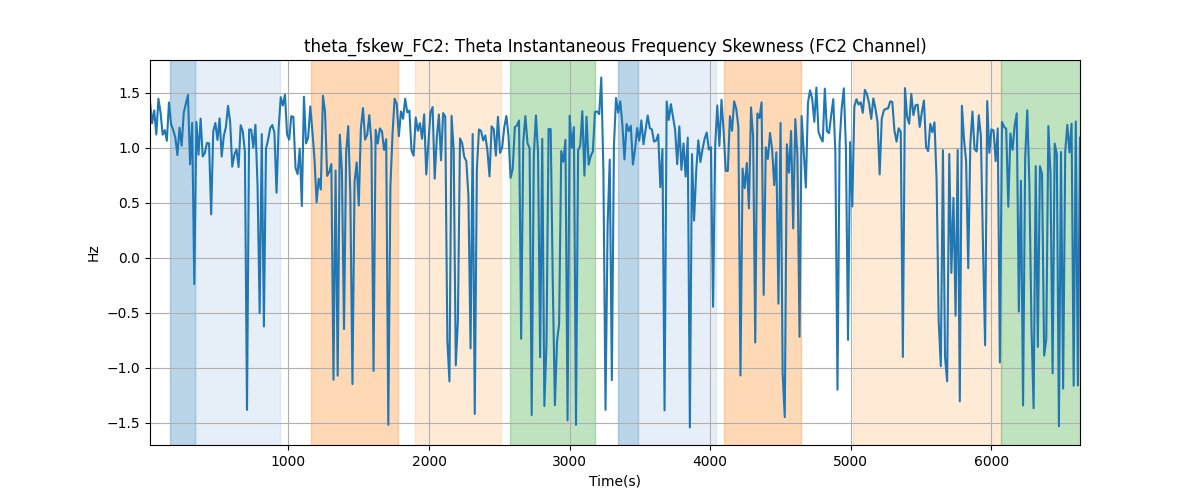 theta_fskew_FC2: Theta Instantaneous Frequency Skewness (FC2 Channel)
1.5
1.0
0.5
0.0
−0.5
−1.0
−1.5
Hz
1000 2000 3000 4000 5000 6000
Time(s)